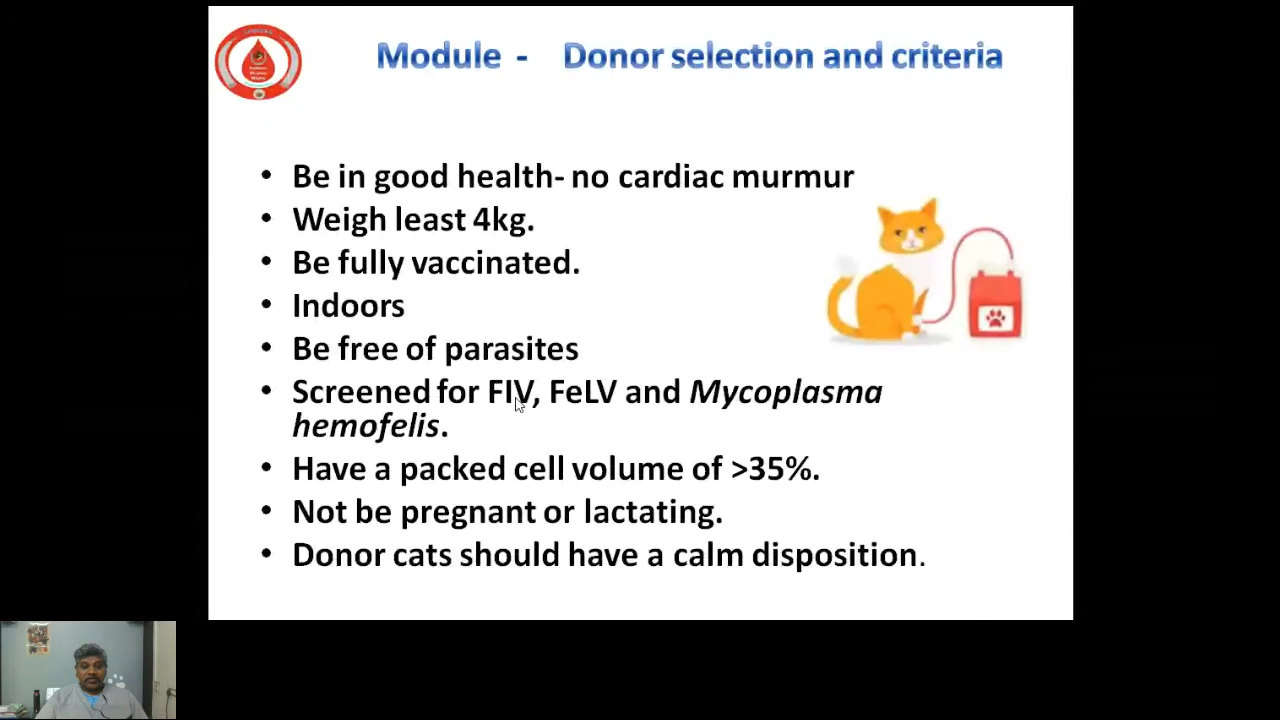 Module - Donor selection and criteria
• Be in good health- no cardiac murmur
• Weigh least 4kg.
• Be fully vaccinated.
• Indoors
• Be free of parasites
• Screened for FIV, FeLV and Mycoplasma
hemofelis.
• Have a packed cell volume of >35%.
• Not be pregnant or lactating.
• Donor cats should have a calm disposition.